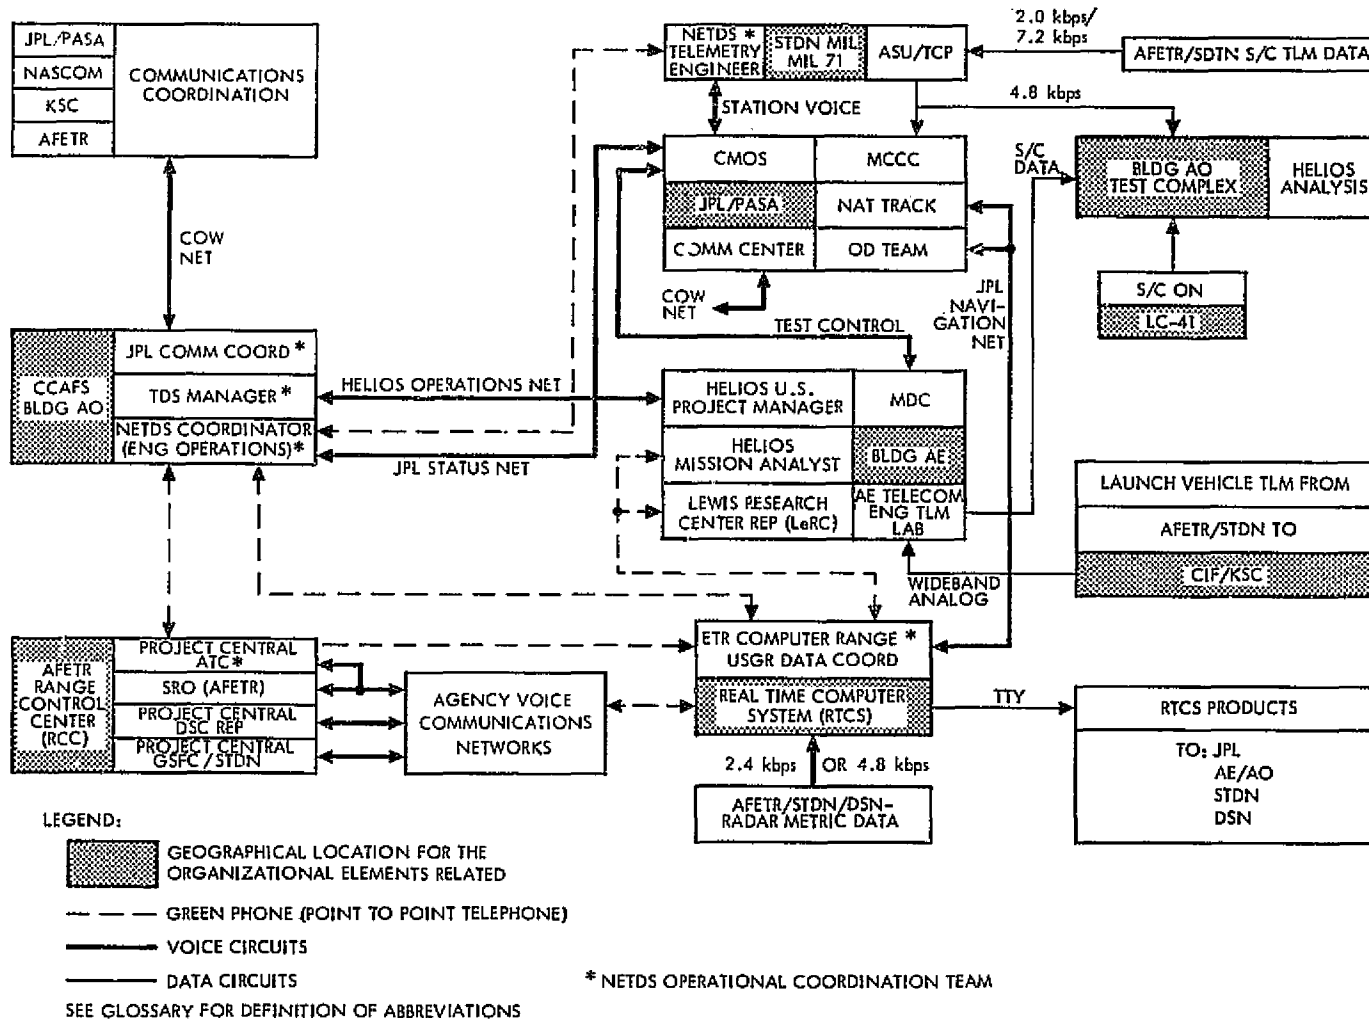 JPL/PASA
NASCOM
KSC
AFETR
COMMUNICATIONS
COORDINATION
NETDS *
TELEMETRY
ENGINEER
STDN MIL
MIL 71
ASU/TCP
2.0 kbps/
7.2 kbps
AFETR/SDTN S/C TLM DATA
STATION VOICE
4.8 kbps
CMOS
MCCC
JPL/PASA
NAT TRACK
COMM CENTER
OD TEAM
S/C
DATA
BLDG AO
TEST COMPLEX
HELIOS
ANALYSIS
S/C ON
LC-41
COW
NET
COW
NET
JPL
NAVI-
GATION
NET
TEST CONTROL
CCAFS
BLDG AO
JPL COMM COORD *
TDS MANAGER *
NETDS COORDINATOR
(ENG OPERATIONS)*
HELIOS OPERATIONS NET
JPL STATUS NET
HELIOS U.S.
PROJECT MANAGER
MDC
HELIOS
MISSION ANALYST
BLDG AE
LEWIS RESEARCH
CENTER REP (LeRC)
AE TELECOM
ENG TLM
LAB
LAUNCH VEHICLE TLM FROM
AFETR/STDN TO
CIF/KSC
WIDEBAND
ANALOG
AFETR
RANGE
CONTROL
CENTER
(RCC)
PROJECT CENTRAL
ATC*
SRO (AFETR)
PROJECT CENTRAL
DSC REP
PROJECT CENTRAL
GSFC/STDN
AGENCY VOICE
COMMUNICATIONS
NETWORKS
ETR COMPUTER RANGE *
USGR DATA COORD
REAL TIME COMPUTER
SYSTEM (RTCS)
TTY
RTCS PRODUCTS
TO: JPL
AE/AO
STDN
DSN
2.4 kbps OR 4.8 kbps
AFETR/STDN/DSN-
RADAR METRIC DATA
LEGEND:
GEOGRAPHICAL LOCATION FOR THE
ORGANIZATIONAL ELEMENTS RELATED
GREEN PHONE (POINT TO POINT TELEPHONE)
VOICE CIRCUITS
DATA CIRCUITS
* NETDS OPERATIONAL COORDINATION TEAM
SEE GLOSSARY FOR DEFINITION OF ABBREVIATIONS